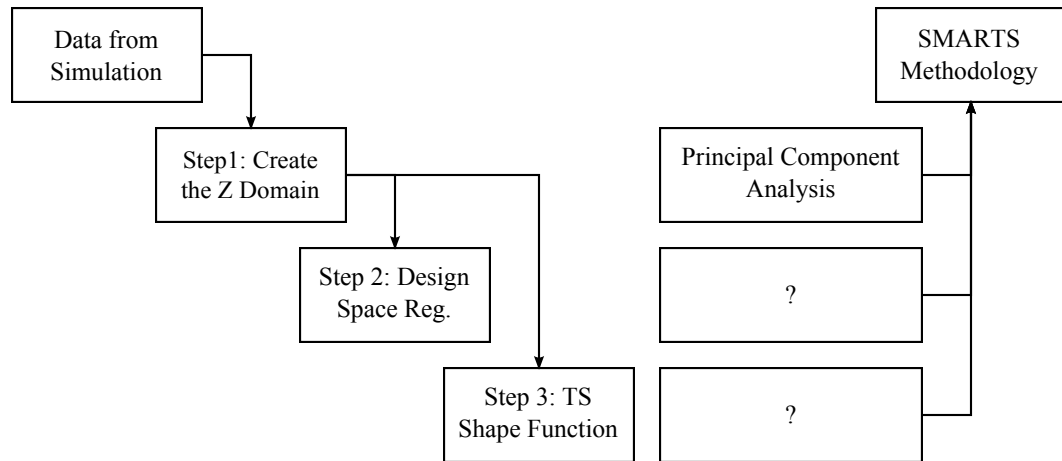 Data from
Simulation
SMARTS
Methodology
Step1: Create
the Z Domain
Principal Component
Analysis
Step 2: Design
Space Reg.
?
Step 3: TS
Shape Function
?